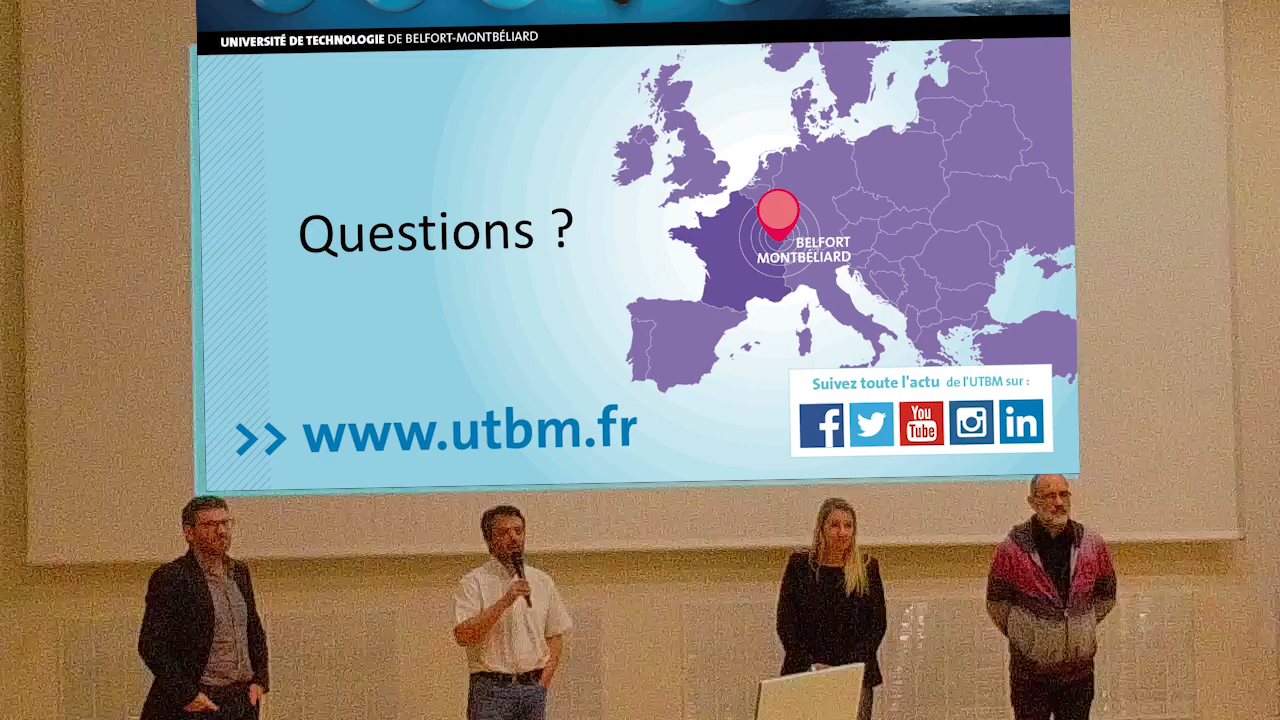 UNIVERSITÉ DE TECHNOLOGIE DE BELFORT-MONTBÉLIARD
Questions ?
BELFORT
MONTBÉLIARD
Suivez toute l'actu de l'UTBM sur :
f You Tube in
>> www.utbm.fr